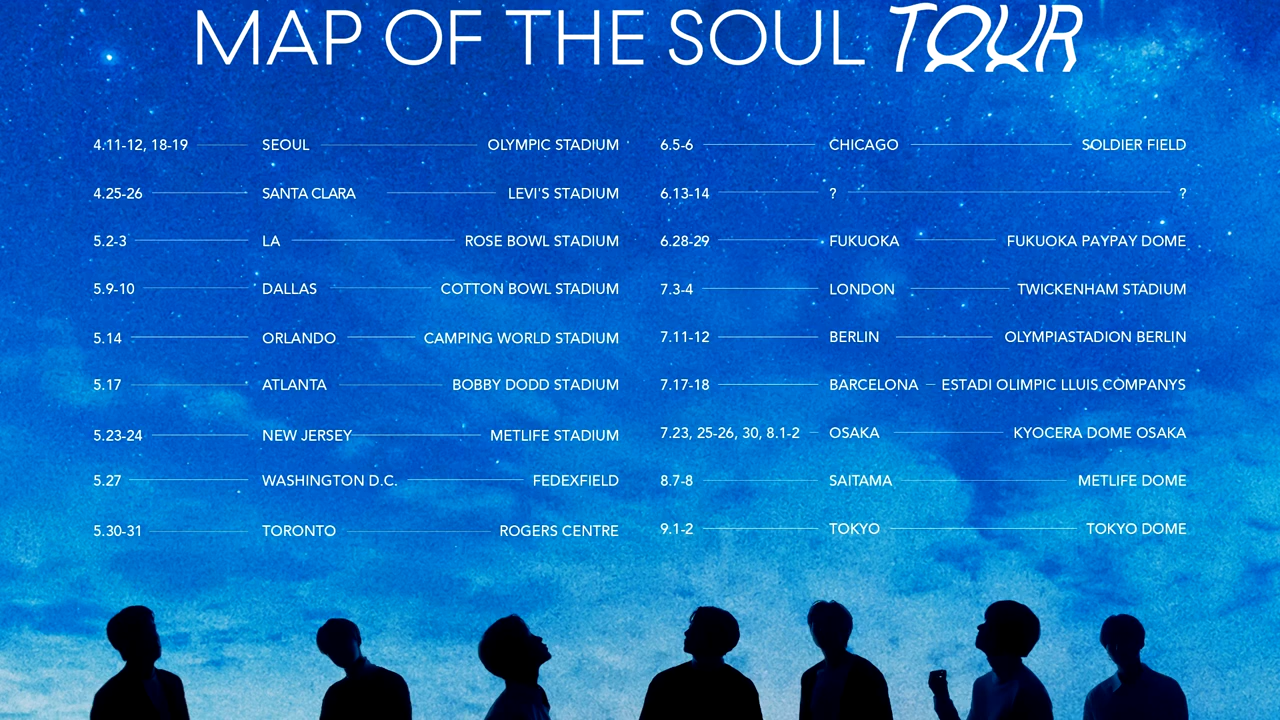 MAP OF THE SOUL TOUR
4.11-12, 18-19 SEOUL OLYMPIC STADIUM
4.25-26 SANTA CLARA LEVI'S STADIUM
5.2-3 LA ROSE BOWL STADIUM
5.9-10 DALLAS COTTON BOWL STADIUM
5.14 ORLANDO CAMPING WORLD STADIUM
5.17 ATLANTA BOBBY DODD STADIUM
5.23-24 NEW JERSEY METLIFE STADIUM
5.27 WASHINGTON D.C. FEDEXFIELD
5.30-31 TORONTO ROGERS CENTRE
6.5-6 CHICAGO SOLDIER FIELD
6.13-14 ? ?
6.28-29 FUKUOKA FUKUOKA PAYPAY DOME
7.3-4 LONDON TWICKENHAM STADIUM
7.11-12 BERLIN OLYMPIASTADION BERLIN
7.17-18 BARCELONA ESTADI OLIMPIC LLUIS COMPANYS
7.23, 25-26, 30, 8.1-2 OSAKA KYOCERA DOME OSAKA
8.7-8 SAITAMA METLIFE DOME
9.1-2 TOKYO TOKYO DOME